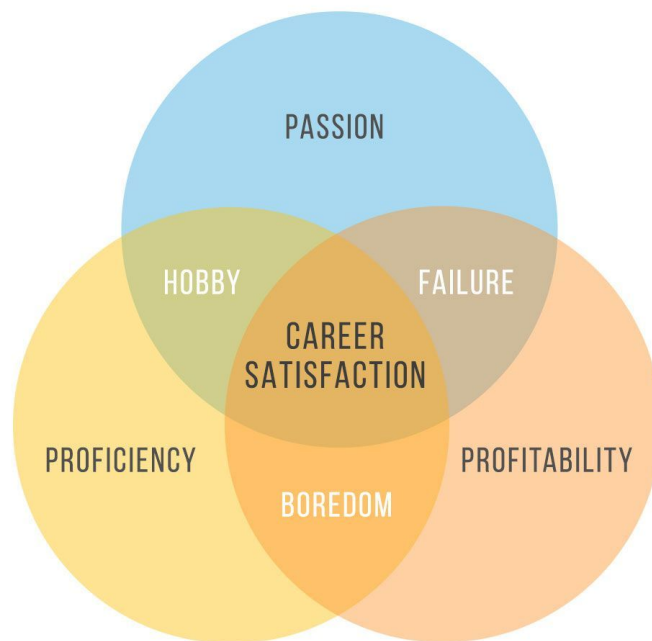 PASSION
HOBBY
FAILURE
CAREER
SATISFACTION
PROFICIENCY
PROFITABILITY
BOREDOM